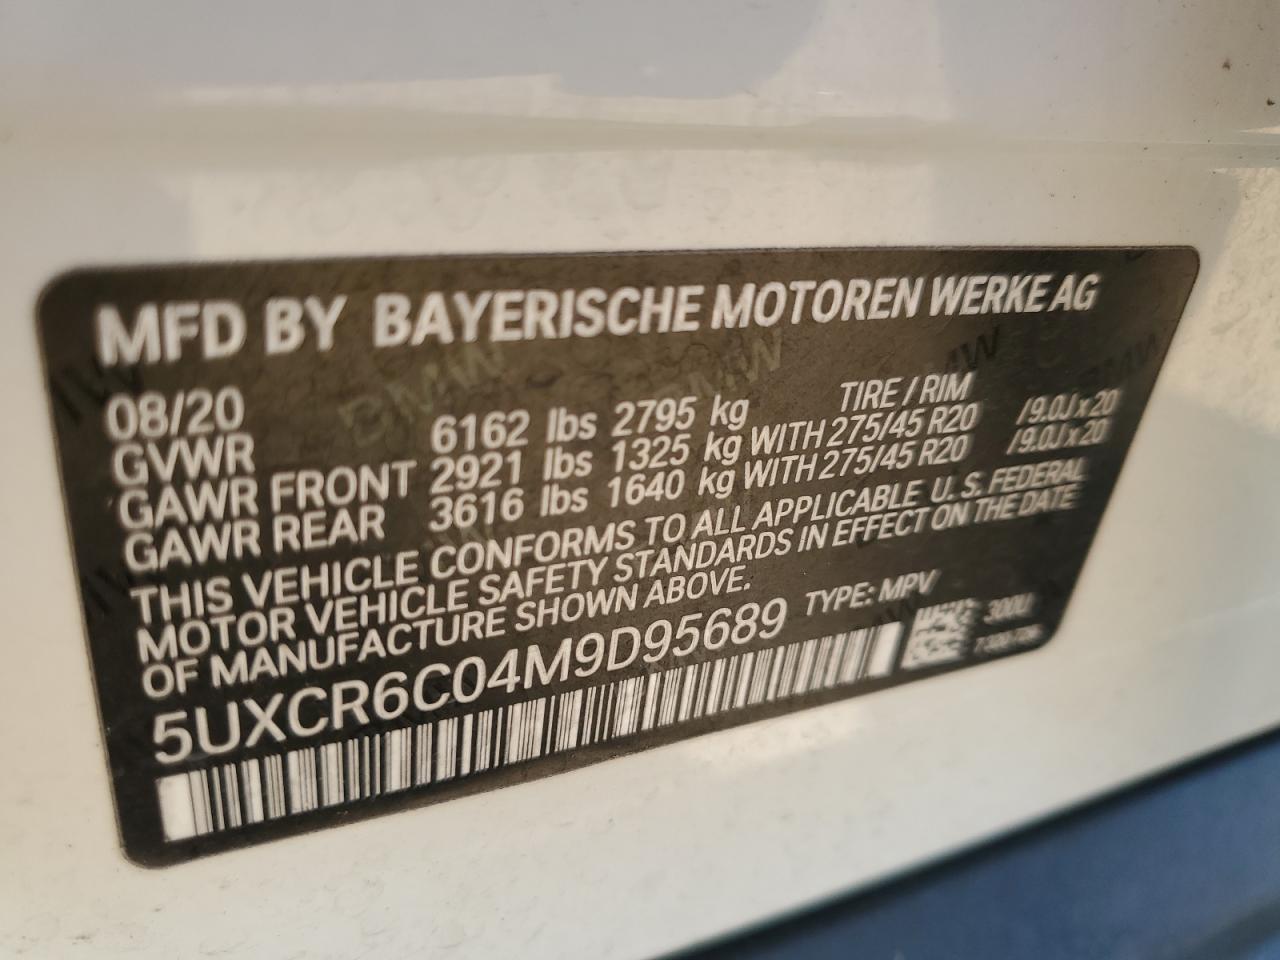 MFD BY BAYERISCHE MOTOREN WERKE AG
08/20 TIRE / RIM
GVWR 6162 lbs 2795 kg
GAWR FRONT 2921 lbs 1325 kg WITH 275/45 R20 /9.0J x 20
GAWR REAR 3616 lbs 1640 kg WITH 275/45 R20 /9.0J x 20
THIS VEHICLE CONFORMS TO ALL APPLICABLE U. S. FEDERAL
MOTOR VEHICLE SAFETY STANDARDS IN EFFECT ON THE DATE
OF MANUFACTURE SHOWN ABOVE.
5UXCR6C04M9D95689 TYPE: MPV
300U